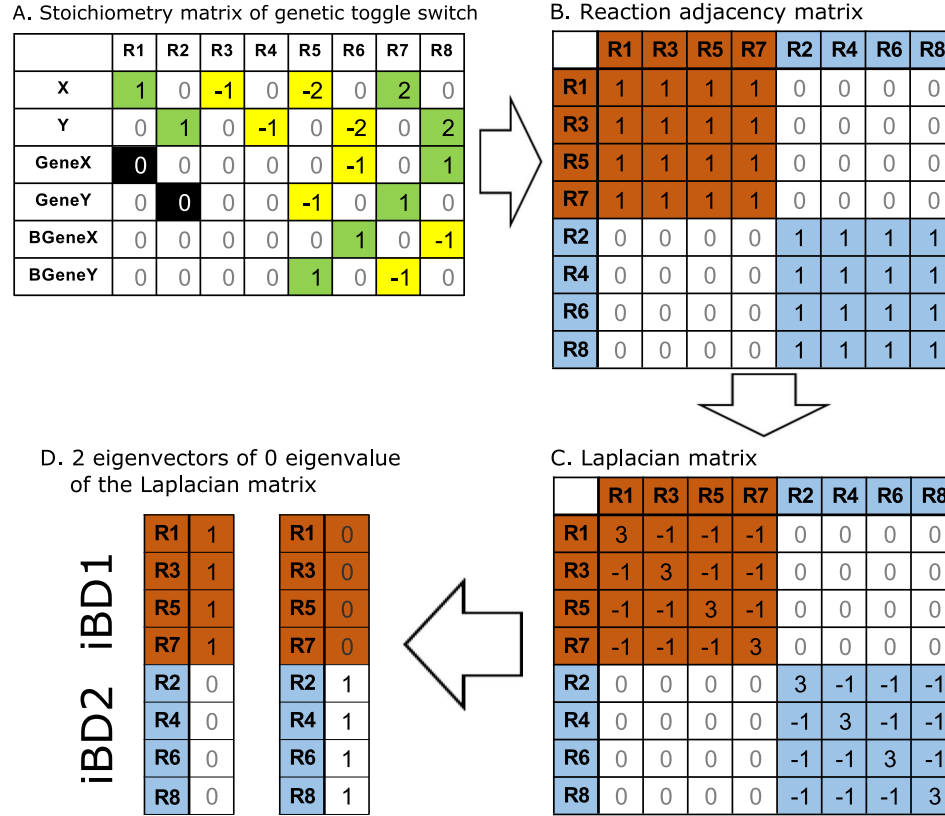 A. Stoichiometry matrix of genetic toggle switch
R1 R2 R3 R4 R5 R6 R7 R8
X 1 0 -1 0 -2 0 2 0
Y 0 1 0 -1 0 -2 0 2
GeneX 0 0 0 0 0 -1 0 1
GeneY 0 0 0 0 -1 0 1 0
BGeneX 0 0 0 0 0 1 0 -1
BGeneY 0 0 0 0 1 0 -1 0
B. Reaction adjacency matrix
R1 R3 R5 R7 R2 R4 R6 R8
R1 1 1 1 1 0 0 0 0
R3 1 1 1 1 0 0 0 0
R5 1 1 1 1 0 0 0 0
R7 1 1 1 1 0 0 0 0
R2 0 0 0 0 1 1 1 1
R4 0 0 0 0 1 1 1 1
R6 0 0 0 0 1 1 1 1
R8 0 0 0 0 1 1 1 1
C. Laplacian matrix
R1 R3 R5 R7 R2 R4 R6 R8
R1 3 -1 -1 -1 0 0 0 0
R3 -1 3 -1 -1 0 0 0 0
R5 -1 -1 3 -1 0 0 0 0
R7 -1 -1 -1 3 0 0 0 0
R2 0 0 0 0 3 -1 -1 -1
R4 0 0 0 0 -1 3 -1 -1
R6 0 0 0 0 -1 -1 3 -1
R8 0 0 0 0 -1 -1 -1 3
D. 2 eigenvectors of 0 eigenvalue
of the Laplacian matrix
iBD1
R1 1 R1 0
R3 1 R3 0
R5 1 R5 0
R7 1 R7 0
iBD2
R2 0 R2 1
R4 0 R4 1
R6 0 R6 1
R8 0 R8 1